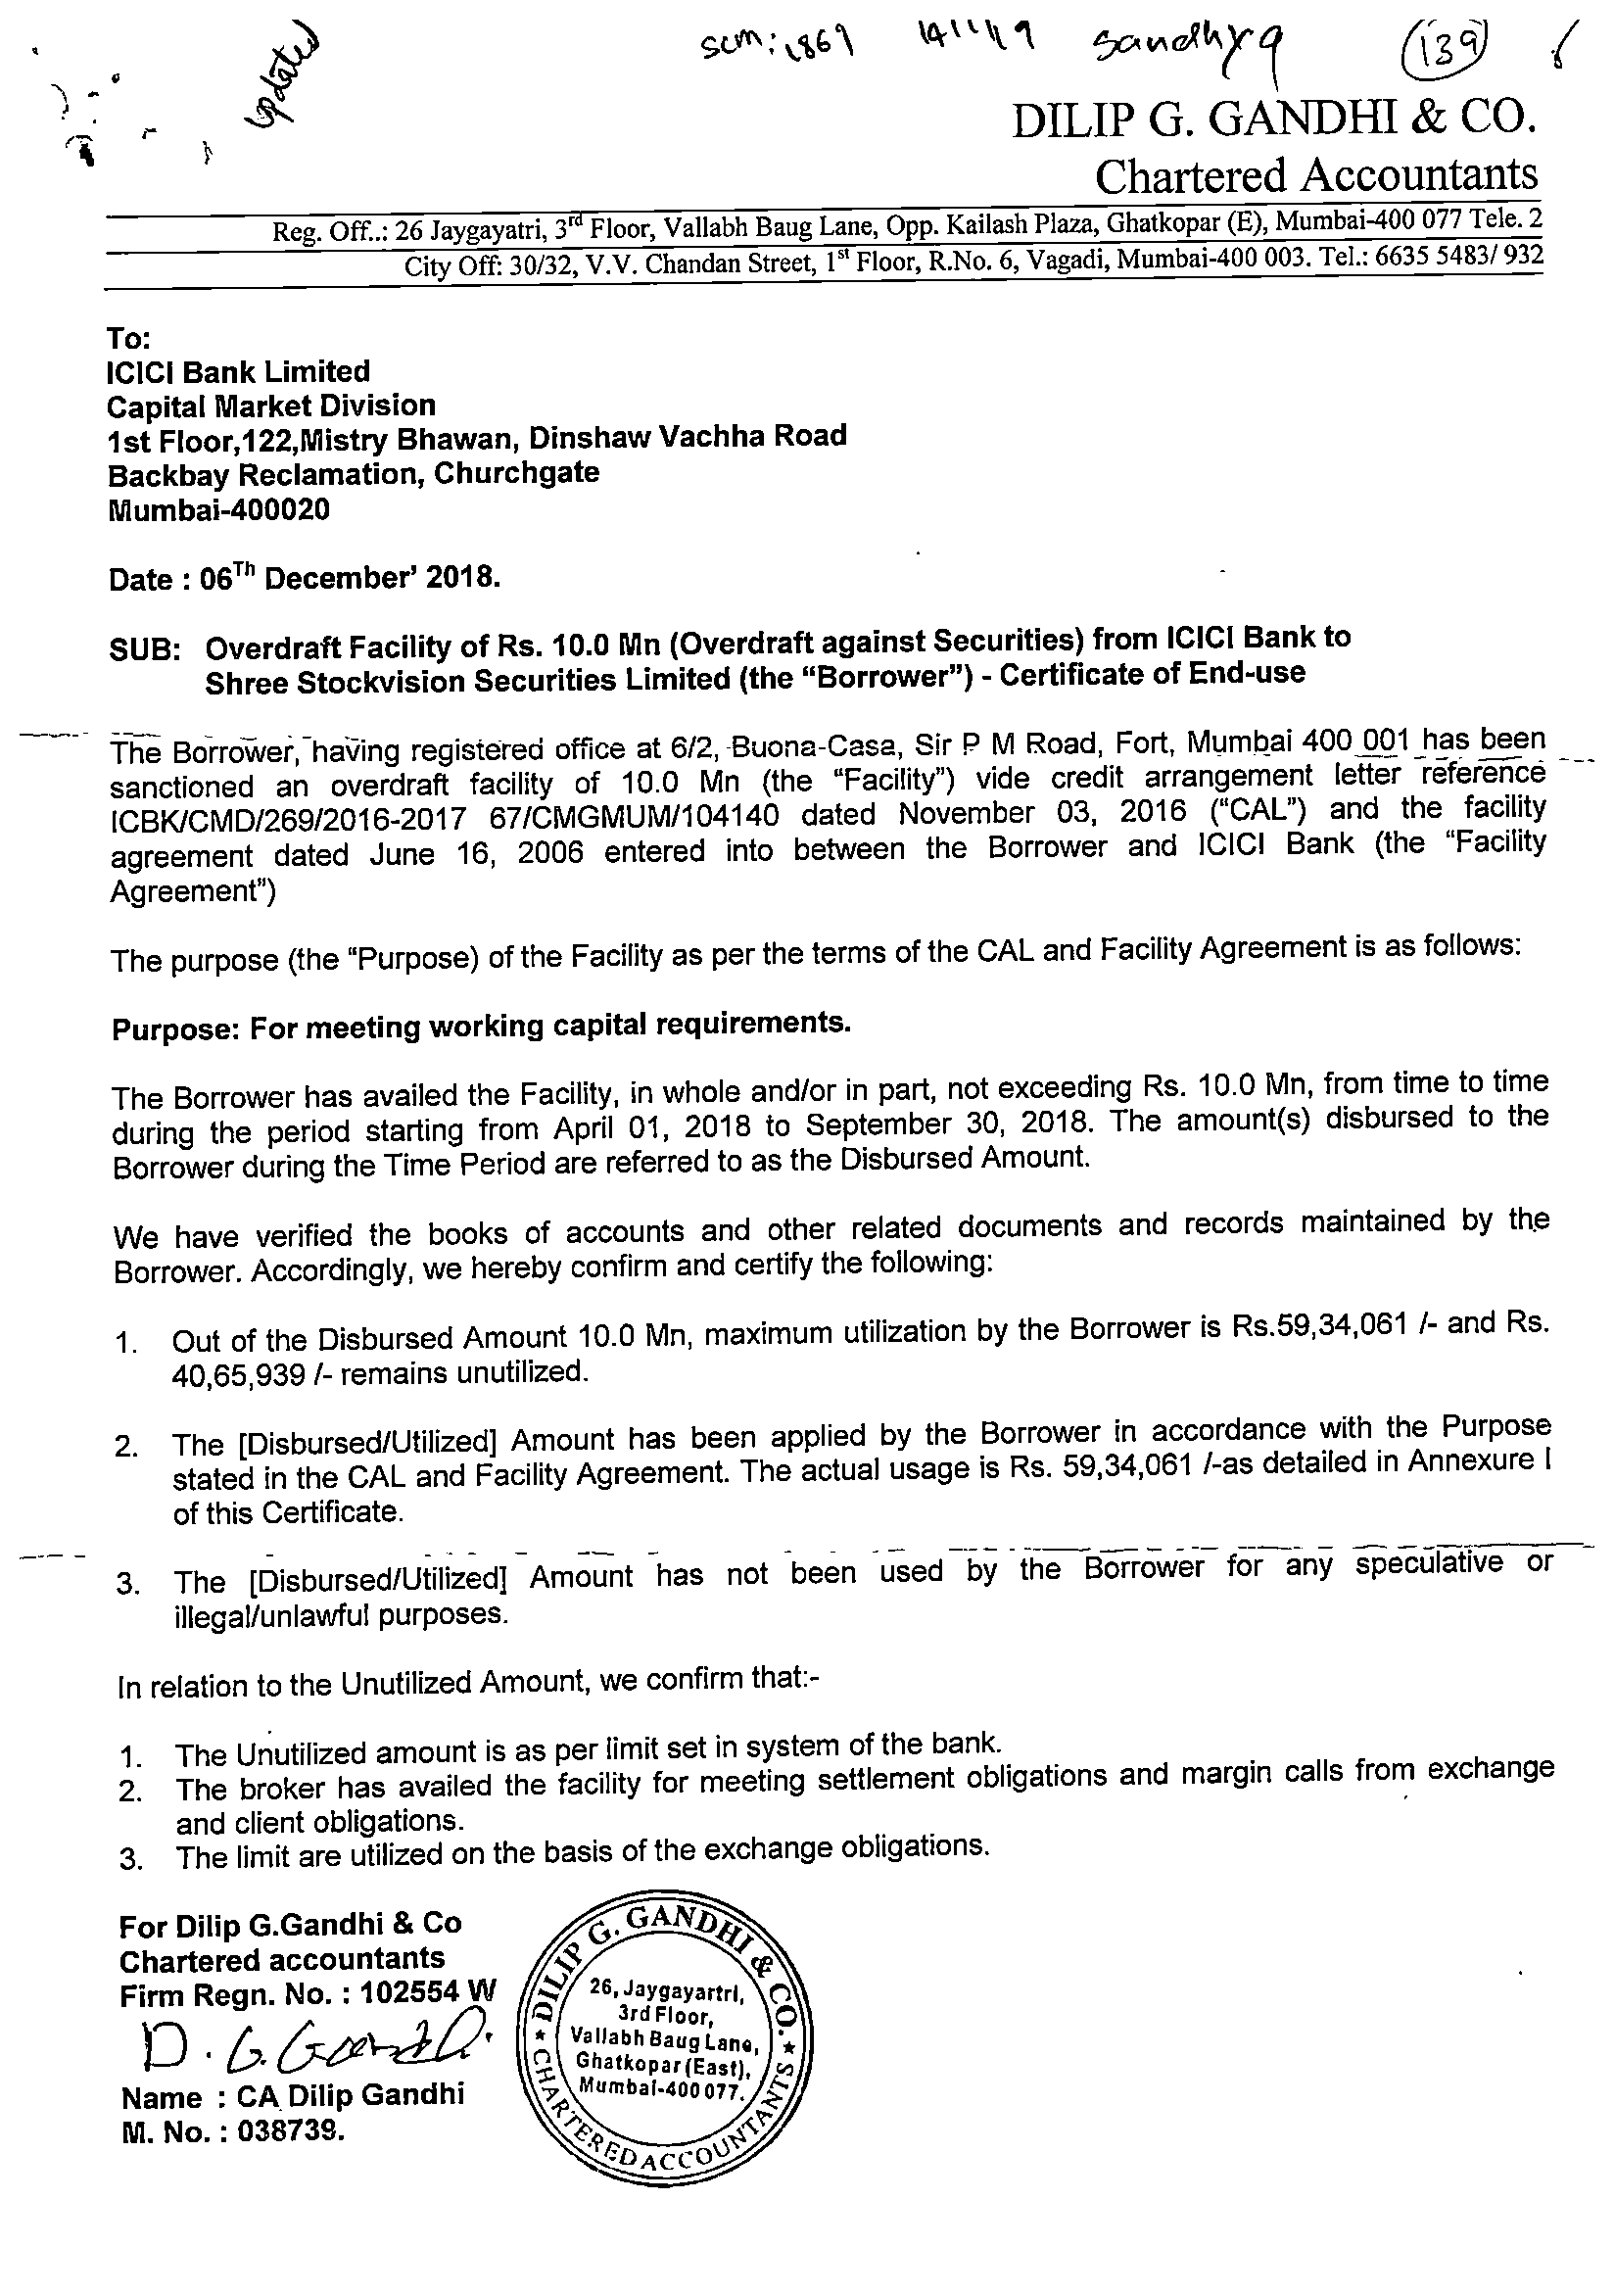 updated
scm: 1869 14/1/19 Sandhya 139
DILIP G. GANDHI & CO.
Chartered Accountants
Reg. Off..: 26 Jaygayatri, 3rd Floor, Vallabh Baug Lane, Opp. Kailash Plaza, Ghatkopar (E), Mumbai-400 077 Tele. 2
City Off: 30/32, V.V. Chandan Street, 1st Floor, R.No. 6, Vagadi, Mumbai-400 003. Tel.: 6635 5483/ 932
To:
ICICI Bank Limited
Capital Market Division
1st Floor,122,Mistry Bhawan, Dinshaw Vachha Road
Backbay Reclamation, Churchgate
Mumbai-400020
Date : 06Th December' 2018.
SUB: Overdraft Facility of Rs. 10.0 Mn (Overdraft against Securities) from ICICI Bank to
Shree Stockvision Securities Limited (the “Borrower”) - Certificate of End-use
The Borrower, having registered office at 6/2, Buona-Casa, Sir P M Road, Fort, Mumbai 400 001 has been
sanctioned an overdraft facility of 10.0 Mn (the “Facility”) vide credit arrangement letter reference
ICBK/CMD/269/2016-2017 67/CMGMUM/104140 dated November 03, 2016 (“CAL”) and the facility
agreement dated June 16, 2006 entered into between the Borrower and ICICI Bank (the “Facility
Agreement”)
The purpose (the “Purpose) of the Facility as per the terms of the CAL and Facility Agreement is as follows:
Purpose: For meeting working capital requirements.
The Borrower has availed the Facility, in whole and/or in part, not exceeding Rs. 10.0 Mn, from time to time
during the period starting from April 01, 2018 to September 30, 2018. The amount(s) disbursed to the
Borrower during the Time Period are referred to as the Disbursed Amount.
We have verified the books of accounts and other related documents and records maintained by the
Borrower. Accordingly, we hereby confirm and certify the following:
1. Out of the Disbursed Amount 10.0 Mn, maximum utilization by the Borrower is Rs.59,34,061 /- and Rs.
40,65,939 /- remains unutilized.
2. The [Disbursed/Utilized] Amount has been applied by the Borrower in accordance with the Purpose
stated in the CAL and Facility Agreement. The actual usage is Rs. 59,34,061 /-as detailed in Annexure I
of this Certificate.
3. The [Disbursed/Utilized] Amount has not been used by the Borrower for any speculative or
illegal/unlawful purposes.
In relation to the Unutilized Amount, we confirm that:-
1. The Unutilized amount is as per limit set in system of the bank.
2. The broker has availed the facility for meeting settlement obligations and margin calls from exchange
and client obligations.
3. The limit are utilized on the basis of the exchange obligations.
For Dilip G.Gandhi & Co
Chartered accountants
Firm Regn. No. : 102554 W
D. G. Gandhi
Name : CA Dilip Gandhi
M. No. : 038739.
DILIP G. GANDHI & CO.
26, Jaygayartri,
3rd Floor,
Vallabh Baug Lane,
Ghatkopar (East),
Mumbai-400 077.
★ CHARTERED ACCOUNTANTS ★